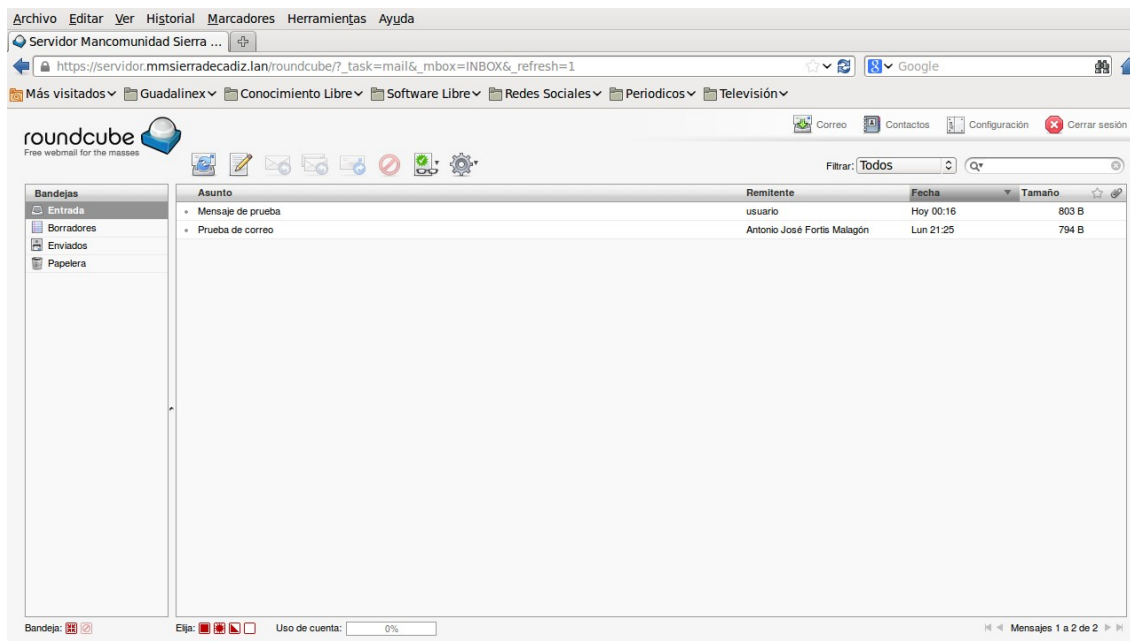 Archivo Editar Ver Historial Marcadores Herramientas Ayuda
Servidor Mancomunidad Sierra ...
https://servidor.mmsierradecadiz.lan/roundcube/?_task=mail&_mbox=INBOX&_refresh=1
Google
Más visitados Guadalinex Conocimiento Libre Software Libre Redes Sociales Periodicos Televisión
Correo Contactos Configuración Cerrar sesión
roundcube
Free webmail for the masses
Filtrar: Todos
Bandejas
Entrada
Borradores
Enviados
Papelera
Asunto Remitente Fecha Tamaño
Mensaje de prueba usuario Hoy 00:16 803 B
Prueba de correo Antonio José Fortis Malagón Lun 21:25 794 B
Bandeja: Elija: Uso de cuenta: 0% Mensajes 1 a 2 de 2